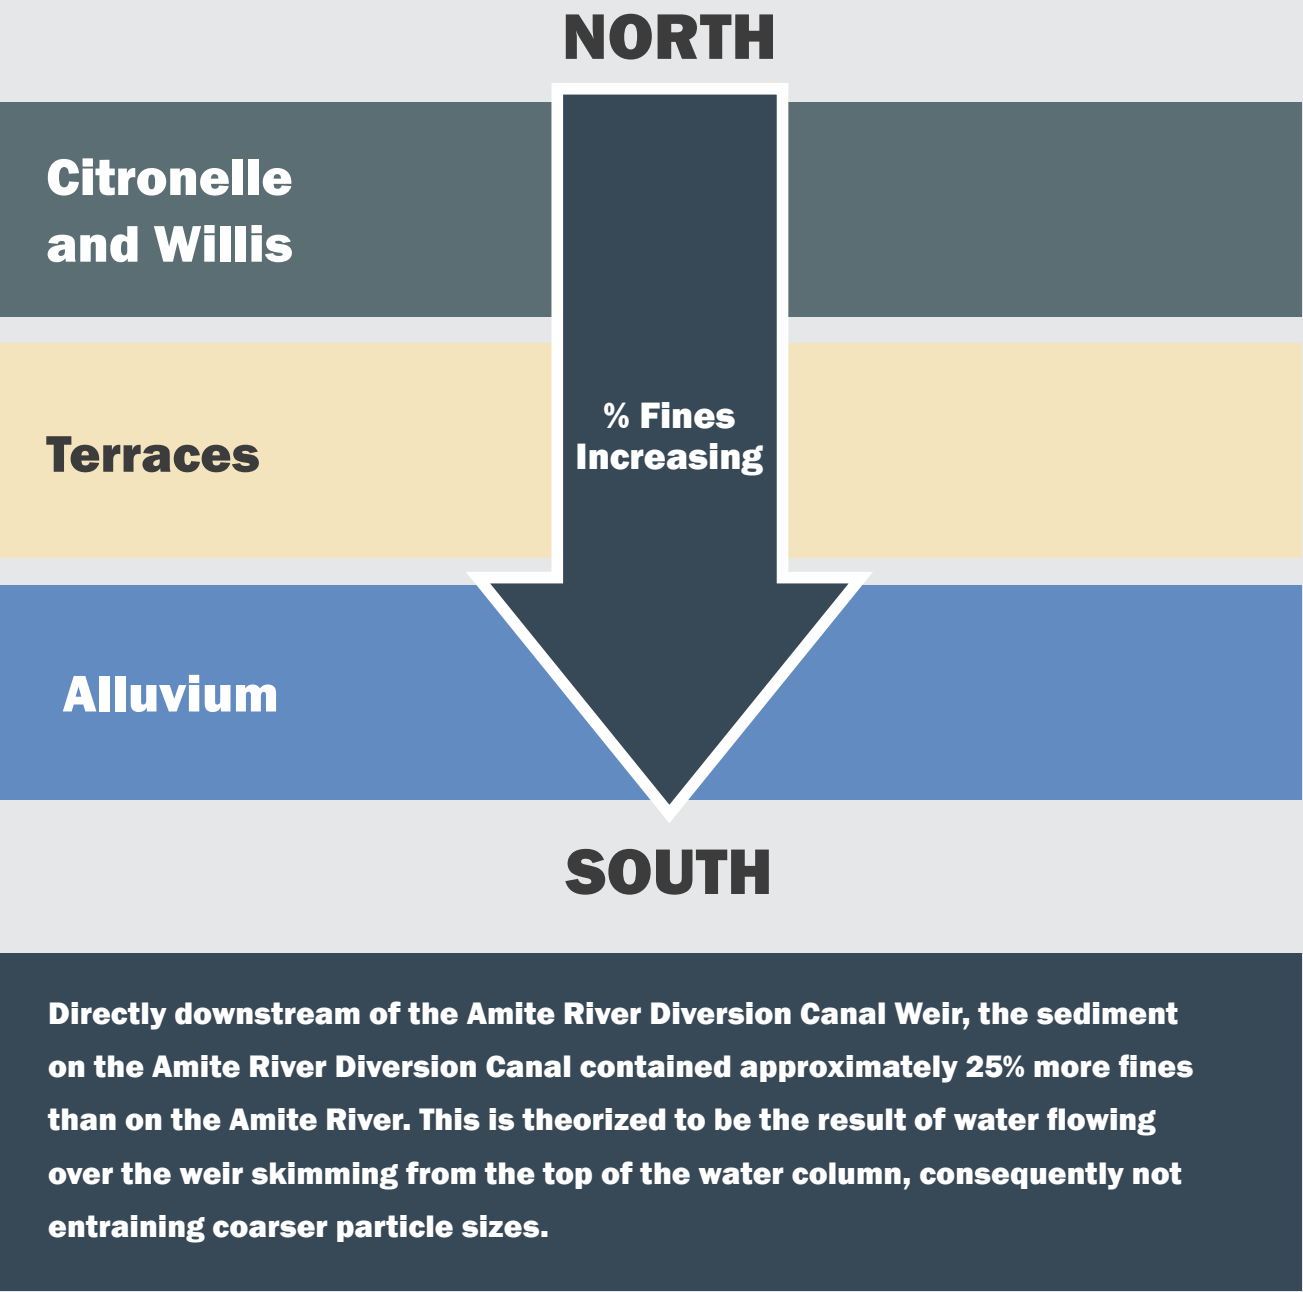 NORTH
Citronelle
and Willis
% Fines
Increasing
Terraces
Alluvium
SOUTH
Directly downstream of the Amite River Diversion Canal Weir, the sediment
on the Amite River Diversion Canal contained approximately 25% more fines
than on the Amite River. This is theorized to be the result of water flowing
over the weir skimming from the top of the water column, consequently not
entraining coarser particle sizes.